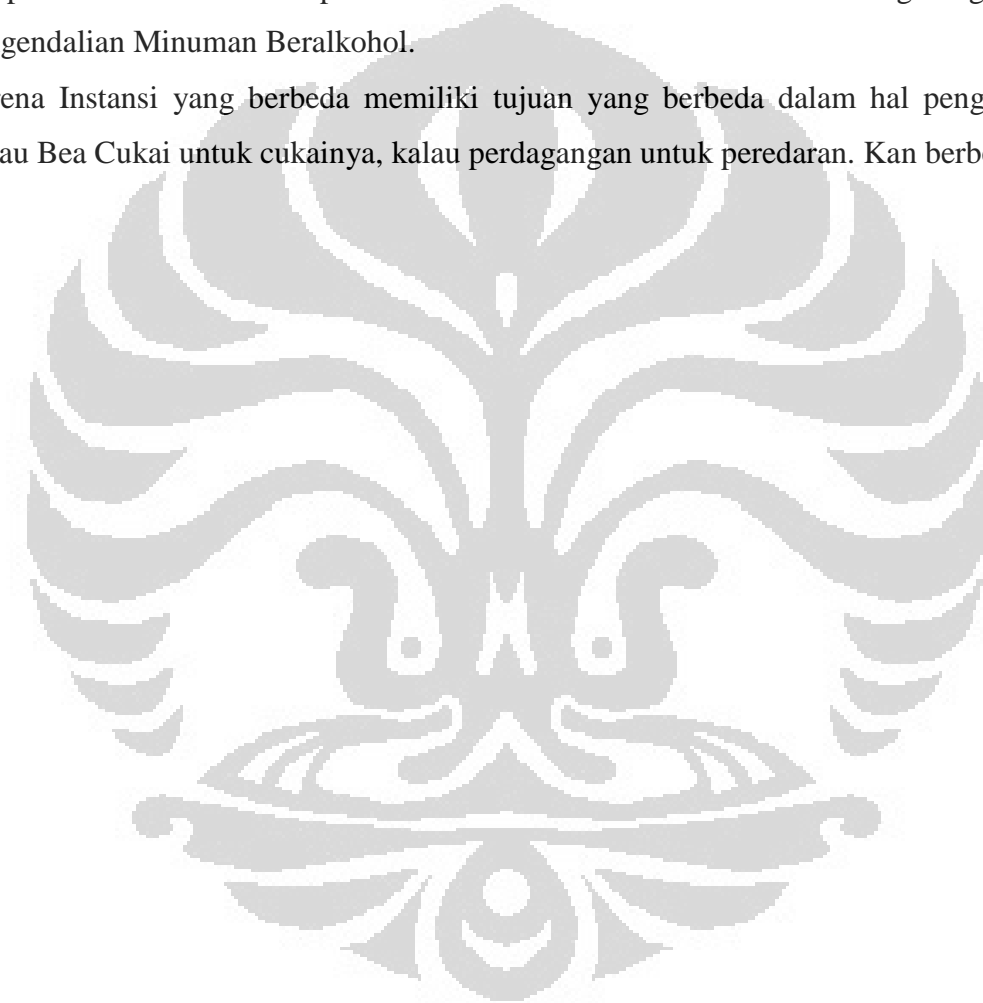 gendalian Minuman Beralkohol.
ena Instansi yang berbeda memiliki tujuan yang berbeda dalam hal peng
au Bea Cukai untuk cukainya, kalau perdagangan untuk peredaran. Kan berb